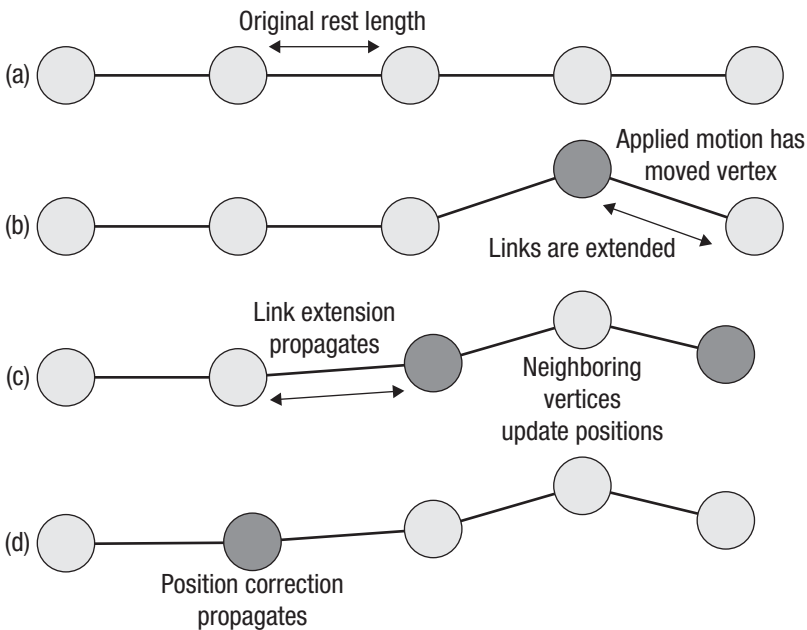 Original rest length
(a)
Applied motion has
moved vertex
(b)
Links are extended
Link extension
propagates
(c)
Neighboring
vertices
update positions
(d)
Position correction
propagates